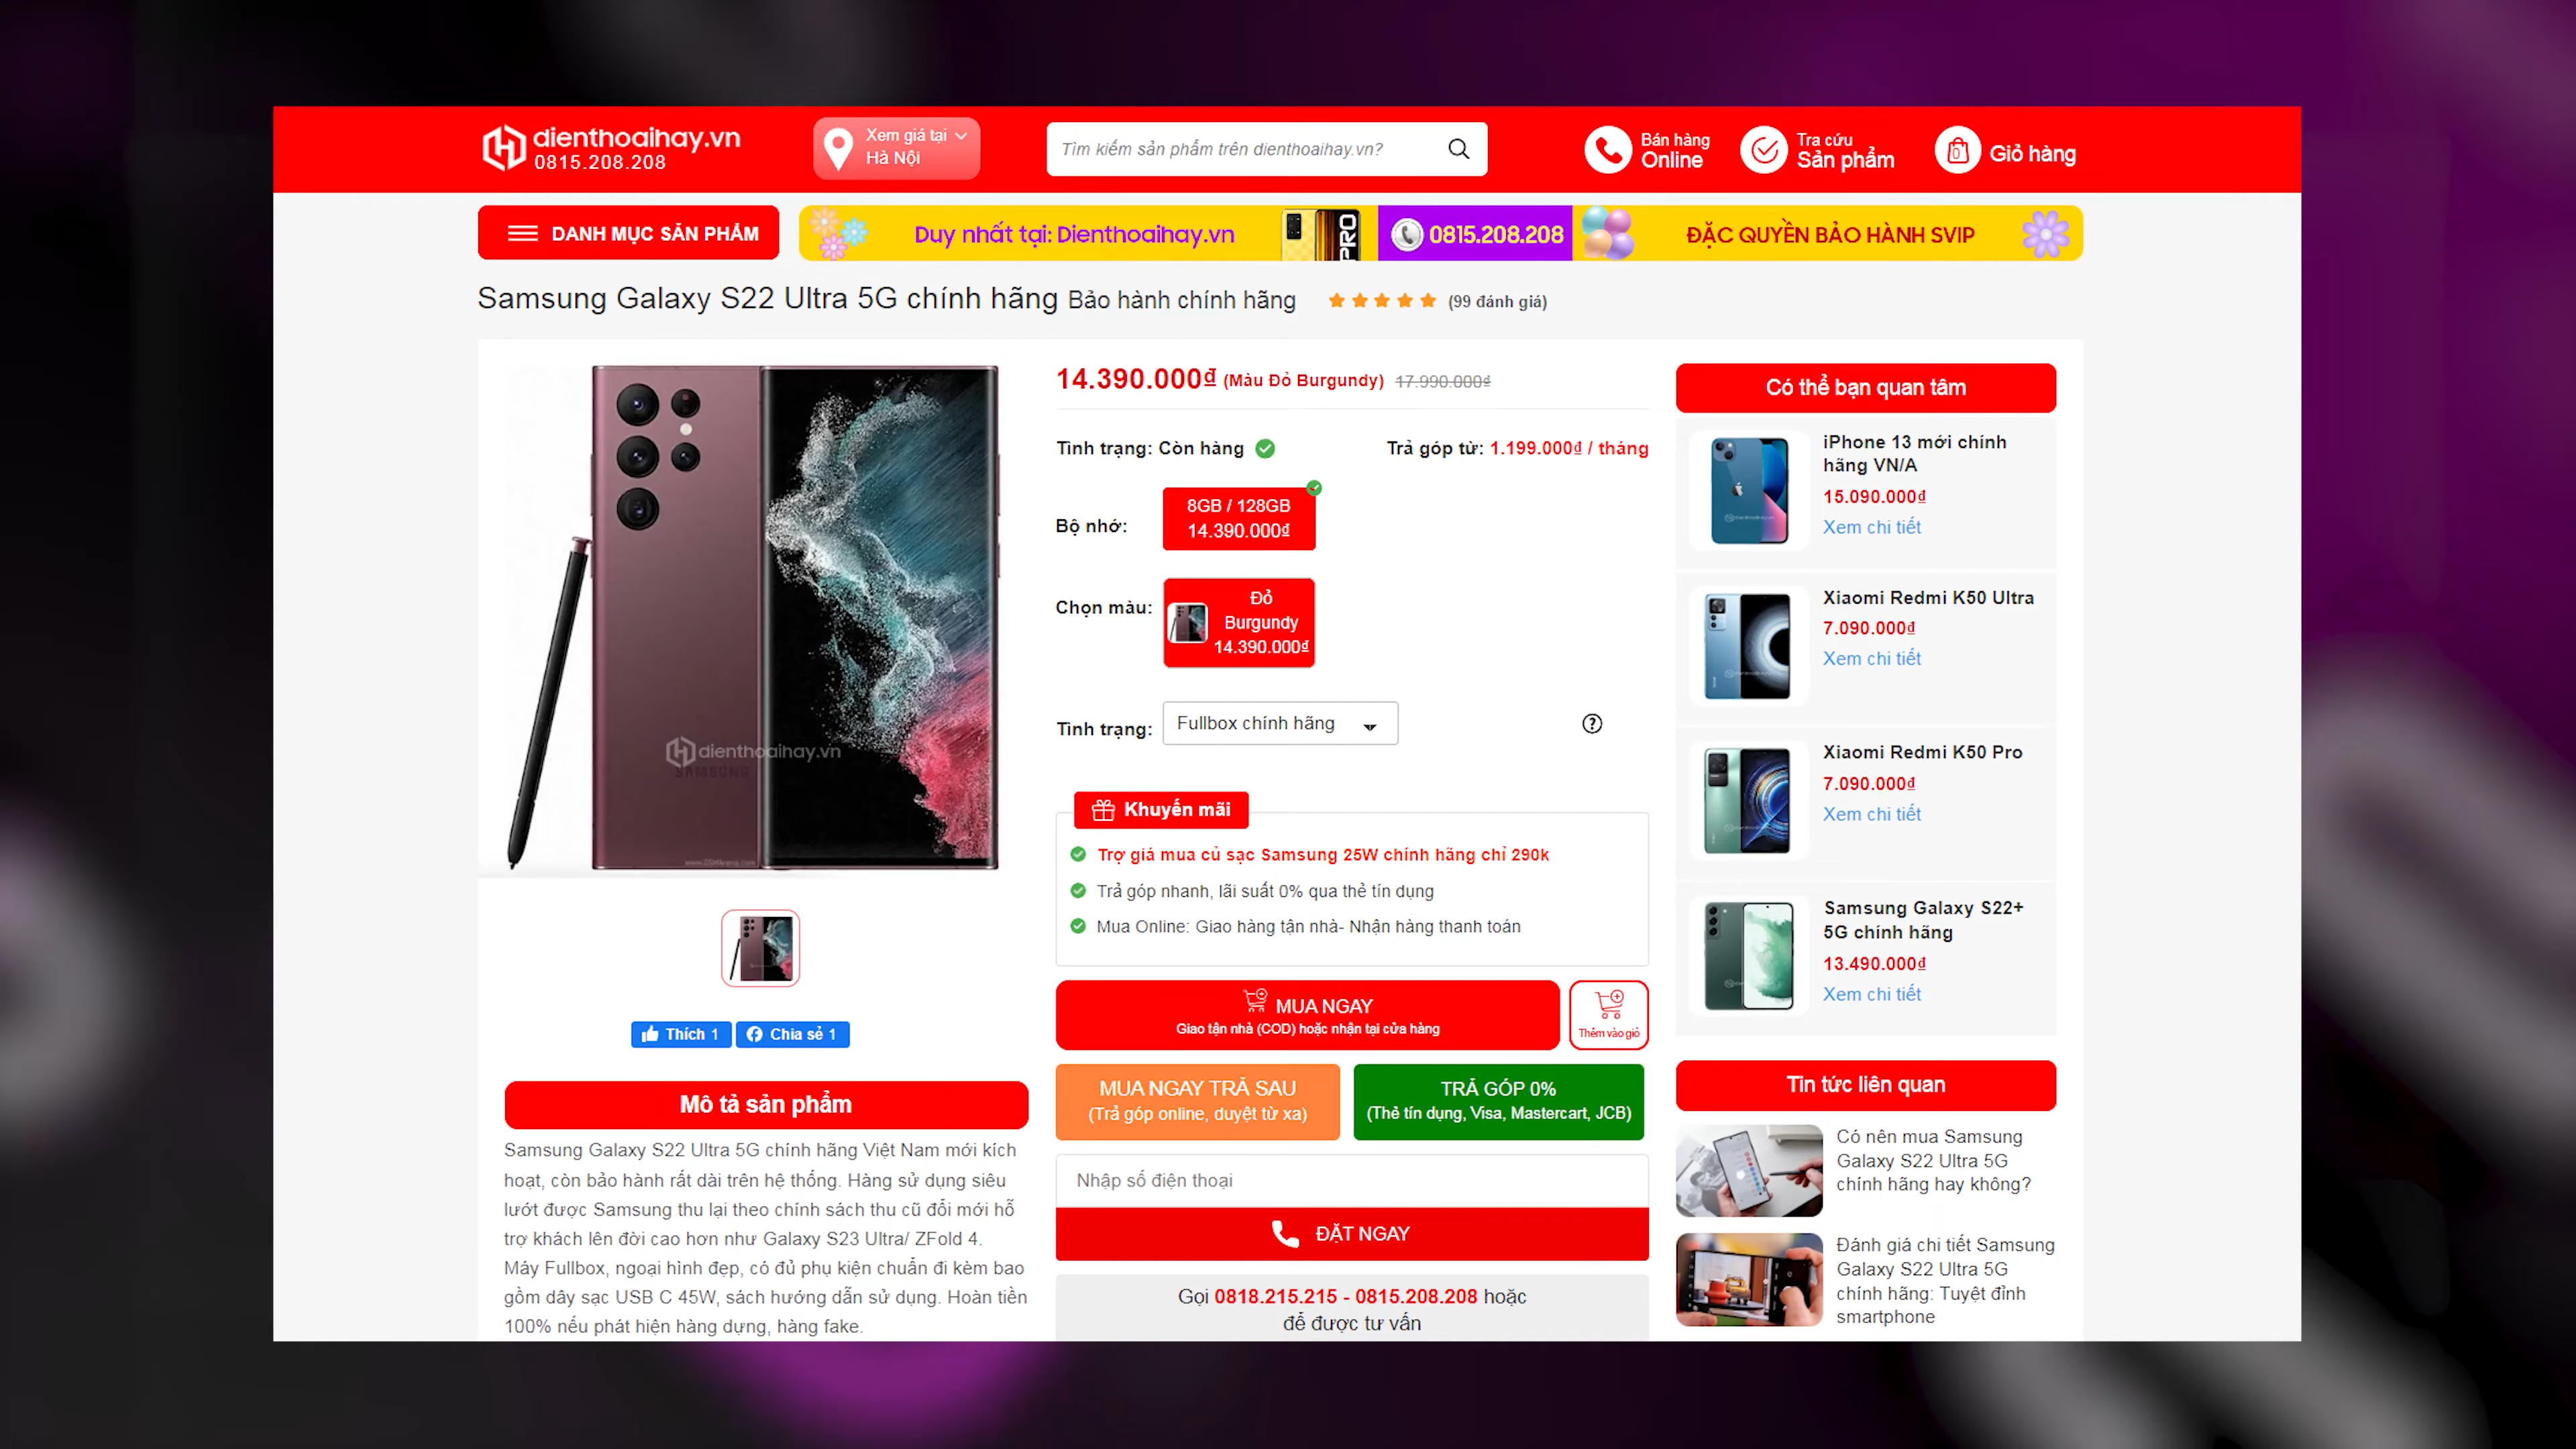 dienthoaihay.vn
0815.208.208
Xem giá tại
Hà Nội
Tìm kiếm sản phẩm trên dienthoaihay.vn?
Bán hàng
Online
Tra cứu
Sản phẩm
0
Giỏ hàng
DANH MỤC SẢN PHẨM
Duy nhất tại: Dienthoaihay.vn
PRO
0815.208.208
ĐẶC QUYỀN BẢO HÀNH SVIP
Samsung Galaxy S22 Ultra 5G chính hãng Bảo hành chính hãng
(99 đánh giá)
dienthoaihay.vn
SAMSUNG
www.GSMArena.com
Thích 1
Chia sẻ 1
Mô tả sản phẩm
Samsung Galaxy S22 Ultra 5G chính hãng Việt Nam mới kích
hoạt, còn bảo hành rất dài trên hệ thống. Hàng sử dụng siêu
lướt được Samsung thu lại theo chính sách thu cũ đổi mới hỗ
trợ khách lên đời cao hơn như Galaxy S23 Ultra/ ZFold 4.
Máy Fullbox, ngoại hình đẹp, có đủ phụ kiện chuẩn đi kèm bao
gồm dây sạc USB C 45W, sách hướng dẫn sử dụng. Hoàn tiền
100% nếu phát hiện hàng dựng, hàng fake.
14.390.000₫ (Màu Đỏ Burgundy) 17.990.000₫
Tình trạng: Còn hàng
Trả góp từ: 1.199.000₫ / tháng
Bộ nhớ:
8GB / 128GB
14.390.000₫
Chọn màu:
Đỏ
Burgundy
14.390.000₫
Tình trạng:
Fullbox chính hãng
?
Khuyến mãi
Trợ giá mua củ sạc Samsung 25W chính hãng chỉ 290k
Trả góp nhanh, lãi suất 0% qua thẻ tín dụng
Mua Online: Giao hàng tận nhà- Nhận hàng thanh toán
MUA NGAY
Giao tận nhà (COD) hoặc nhận tại cửa hàng
Thêm vào giỏ
MUA NGAY TRẢ SAU
(Trả góp online, duyệt từ xa)
TRẢ GÓP 0%
(Thẻ tín dụng, Visa, Mastercart, JCB)
Nhập số điện thoại
ĐẶT NGAY
Gọi 0818.215.215 - 0815.208.208 hoặc
để được tư vấn
Có thể bạn quan tâm
iPhone 13 mới chính
hãng VN/A
15.090.000₫
Xem chi tiết
Xiaomi Redmi K50 Ultra
7.090.000₫
Xem chi tiết
Xiaomi Redmi K50 Pro
7.090.000₫
Xem chi tiết
Samsung Galaxy S22+
5G chính hãng
13.490.000₫
Xem chi tiết
Tin tức liên quan
Có nên mua Samsung
Galaxy S22 Ultra 5G
chính hãng hay không?
Đánh giá chi tiết Samsung
Galaxy S22 Ultra 5G
chính hãng: Tuyệt đỉnh
smartphone